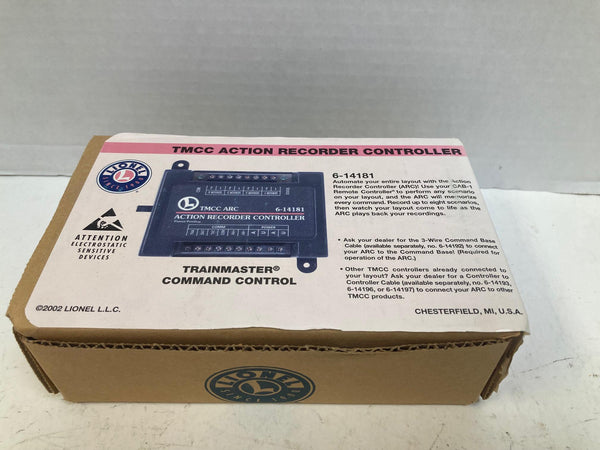 TMCC ACTION RECORDER CONTROLLER
LIONEL
SINCE 1900
ATTENTION
ELECTROSTATIC
SENSITIVE
DEVICES
L
TMCC ARC 6-14181
ACTION RECORDER CONTROLLER
COMM POWER
TRAINMASTER®
COMMAND CONTROL
©2002 LIONEL L.L.C.
6-14181
Automate your entire layout with the Action
Recorder Controller (ARC)! Use your CAB-1
Remote Controller® to perform any scenario
on your layout, and the ARC will memorize
every command. Record up to eight scenarios,
then watch your layout come to life as the
ARC plays back your recordings.
• Ask your dealer for the 3-Wire Command Base
Cable (available separately, no. 6-14192) to connect
your ARC to the Command Base! (Required for
operation of the ARC.)
• Other TMCC controllers already connected to
your layout? Ask your dealer for a Controller to
Controller Cable (available separately, no. 6-14193,
6-14196, or 6-14197) to connect your ARC to other
TMCC products.
CHESTERFIELD, MI, U.S.A.
LIONEL
L
SINCE 1900